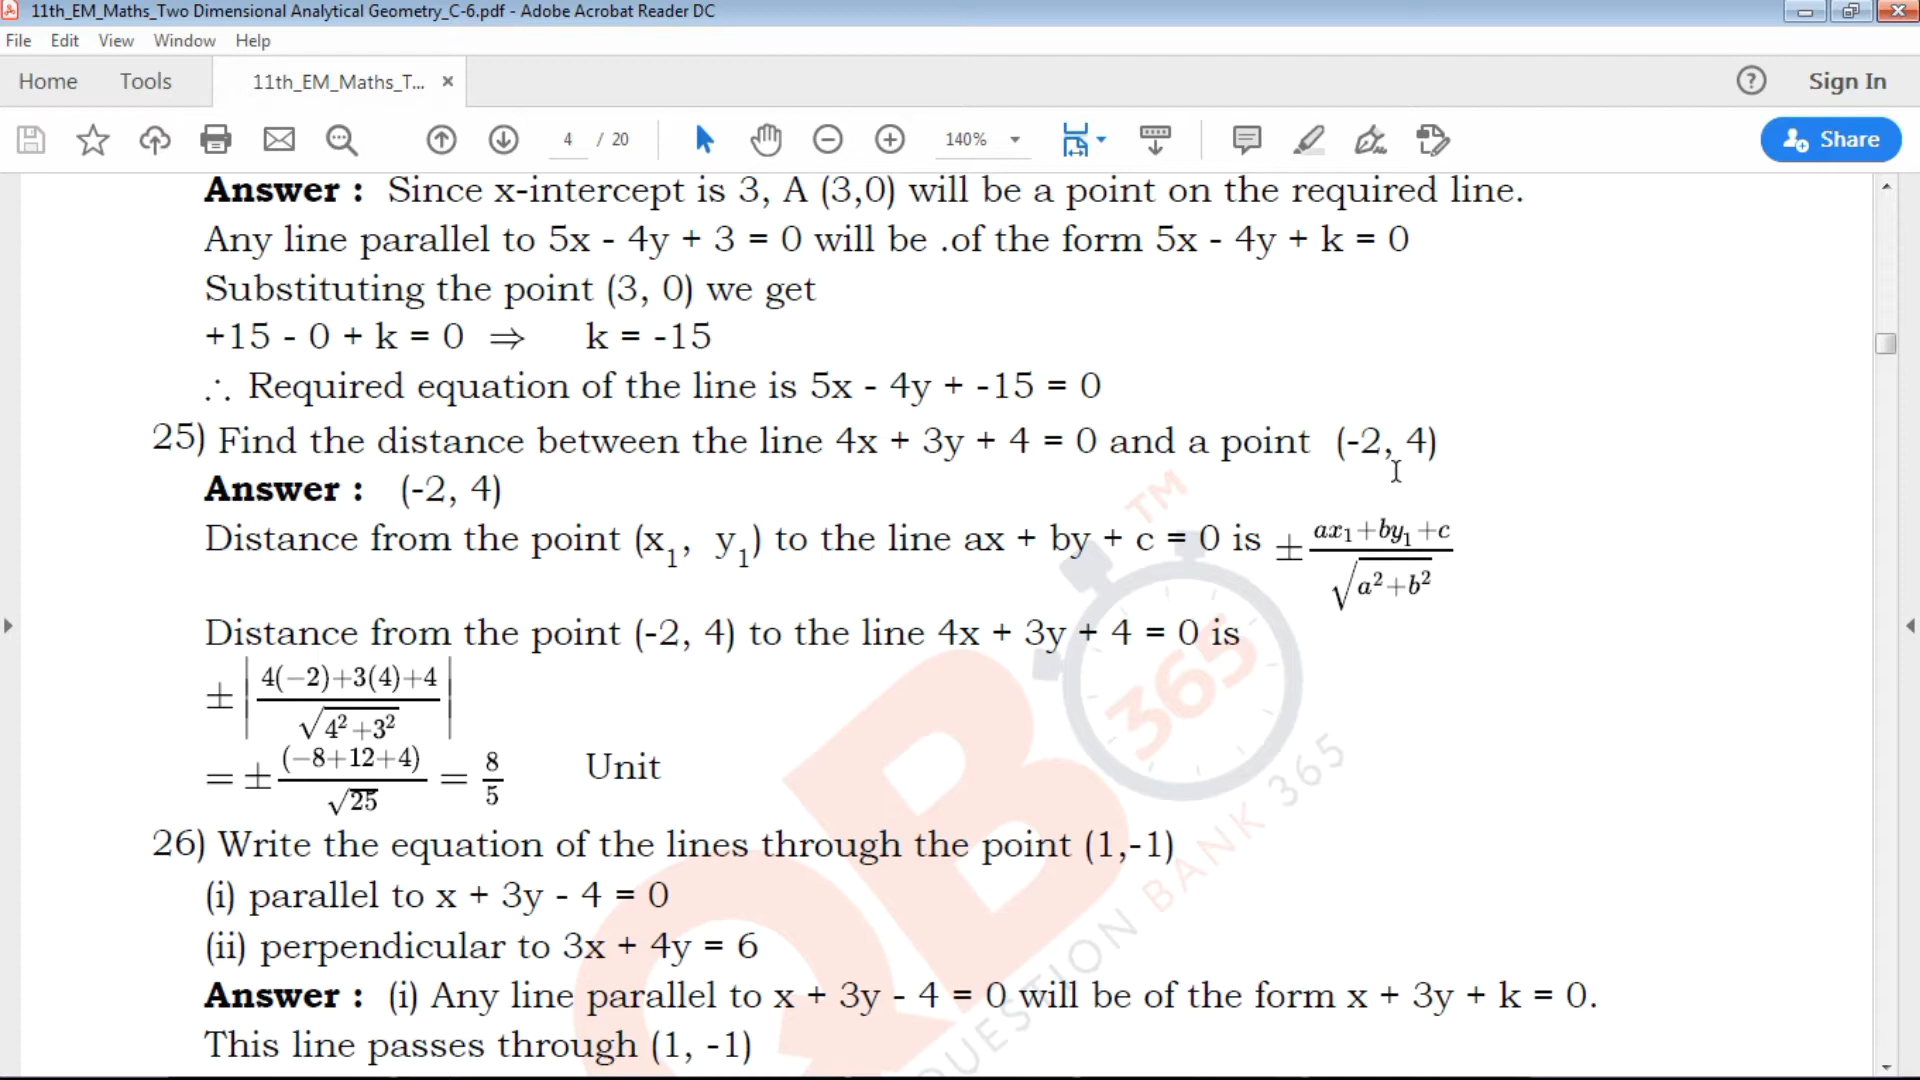 11th_EM_Maths_Two Dimensional Analytical Geometry_C-6.pdf - Adobe Acrobat Reader DC
File Edit View Window Help
Home Tools 11th_EM_Maths_T... × ? Sign In
4 / 20 140% Share
Answer : Since x-intercept is 3, A (3,0) will be a point on the required line.
Any line parallel to 5x - 4y + 3 = 0 will be .of the form 5x - 4y + k = 0
Substituting the point (3, 0) we get
+15 - 0 + k = 0 ⇒ k = -15
∴ Required equation of the line is 5x - 4y + -15 = 0
25) Find the distance between the line 4x + 3y + 4 = 0 and a point (-2, 4)
Answer : (-2, 4)
Distance from the point (x₁, y₁) to the line ax + by + c = 0 is ± (ax₁+by₁+c)/√(a²+b²)
Distance from the point (-2, 4) to the line 4x + 3y + 4 = 0 is
± |(4(−2)+3(4)+4)/√(4²+3²)|
= ± (−8+12+4)/√25 = 8/5 Unit
26) Write the equation of the lines through the point (1,-1)
(i) parallel to x + 3y - 4 = 0
(ii) perpendicular to 3x + 4y = 6
Answer : (i) Any line parallel to x + 3y - 4 = 0 will be of the form x + 3y + k = 0.
This line passes through (1, -1)
TM
365
QB
QUESTION BANK 365